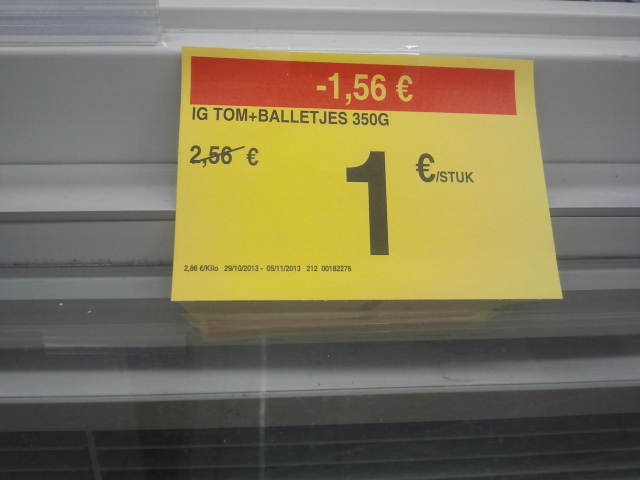 -1,56 €
IG TOM+BALLETJES 350G
2,56 €
1 €/STUK
2,86 €/Kilo 29/10/2013 - 05/11/2013 212 00182276